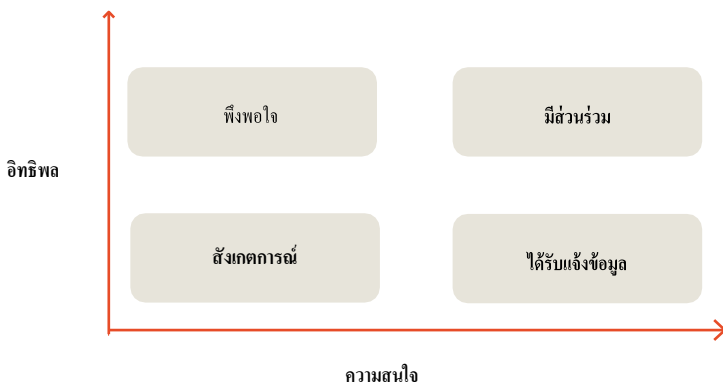 พึงพอใจ
มีส่วนร่วม
อิทธิพล
สังเกตการณ์
ได้รับแจ้งข้อมูล
ความสนใจ